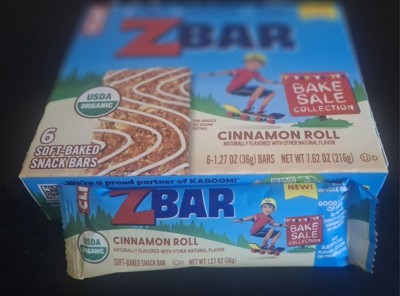 ZBAR
USDA
ORGANIC
BAKE
SALE
COLLECTION
ENLARGED
TO SHOW
DETAIL
CINNAMON ROLL
NATURALLY FLAVORED WITH OTHER NATURAL FLAVOR
6
SOFT-BAKED
SNACK BARS
6-1.27 OZ (36g) BARS NET WT 7.62 OZ (216g)
We're a proud partner of KABOOM!
NEW!
ZBAR
USDA
ORGANIC
CINNAMON ROLL
NATURALLY FLAVORED WITH OTHER NATURAL FLAVOR
SOFT-BAKED SNACK BAR
NET WT 1.27 OZ (36g)
BAKE
SALE
COLLECTION